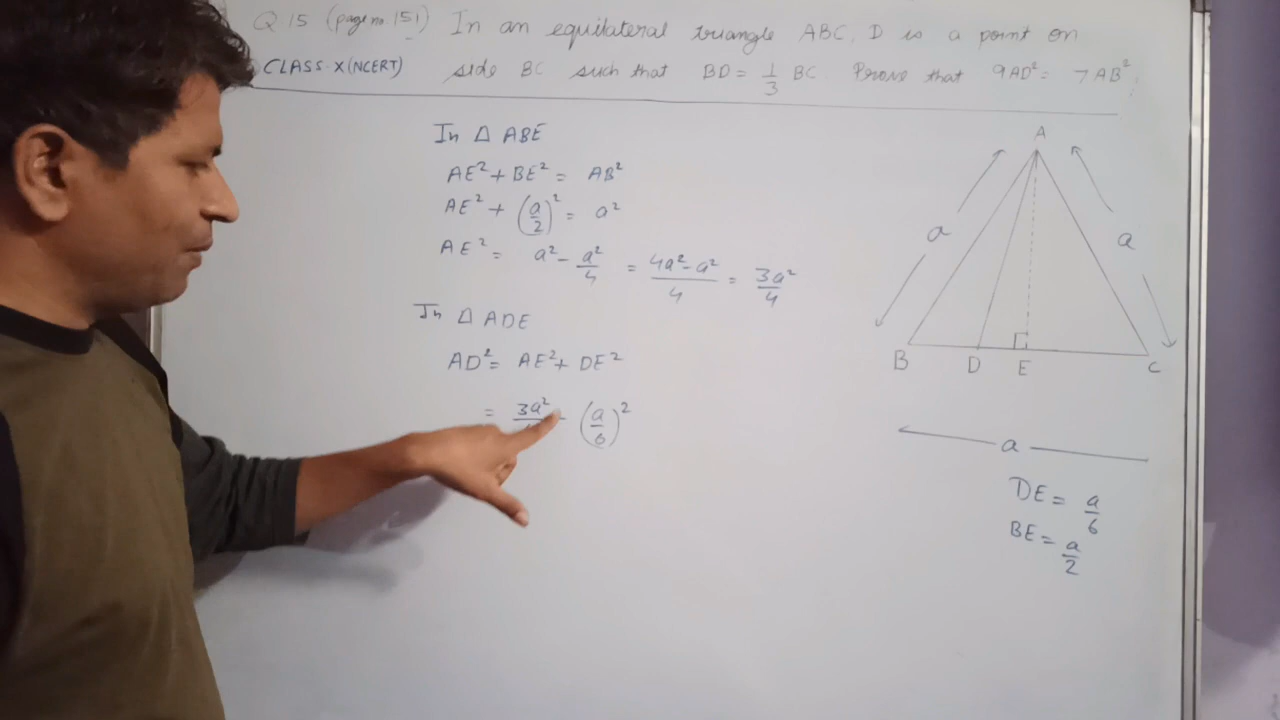 Q 15 (page no. 151) In an equilateral triangle ABC, D is a point on
CLASS X (NCERT) side BC such that BD = 1/3 BC. Prove that 9AD² = 7AB².
In △ ABE
AE² + BE² = AB²
AE² + (a/2)² = a²
AE² = a² - a²/4 = 4a² - a²/4 = 3a²/4
In △ ADE
AD² = AE² + DE²
= 3a² (a/6)²
A
a a
B D E C
a
DE = a/6
BE = a/2